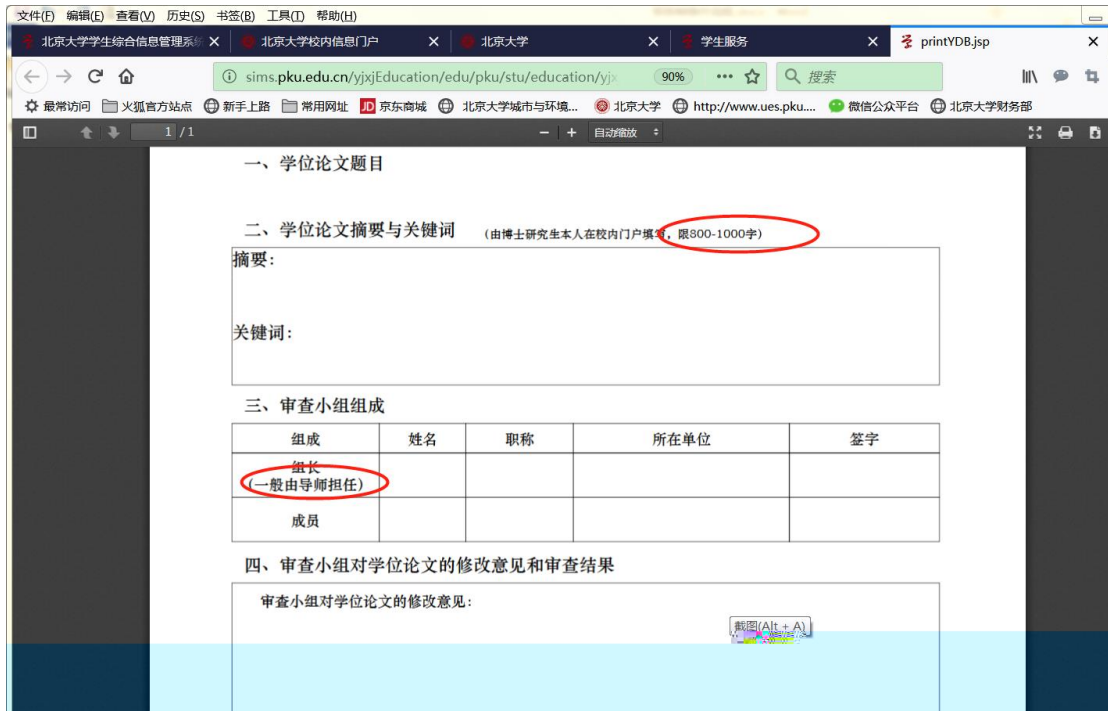 文件(F) 编辑(E) 查看(V) 历史(S) 书签(B) 工具(T) 帮助(H)
北京大学学生综合信息管理系统 北京大学校内信息门户 北京大学 学生服务 printYDB.jsp
sims.pku.edu.cn/yjxjEducation/edu/pku/stu/education/yjx 90% 搜索
最常访问 火狐官方站点 新手上路 常用网址 JD 京东商城 北京大学城市与环境... 北京大学 http://www.ues.pku.... 微信公众平台 北京大学财务部
1 /1 自动缩放
一、学位论文题目
二、学位论文摘要与关键词 (由博士研究生本人在校内门户填写, 限800-1000字)
摘要:
关键词:
三、审查小组组成
组成 姓名 职称 所在单位 签字
组长
(一般由导师担任)
成员
四、审查小组对学位论文的修改意见和审查结果
审查小组对学位论文的修改意见:
截图(Alt + A)